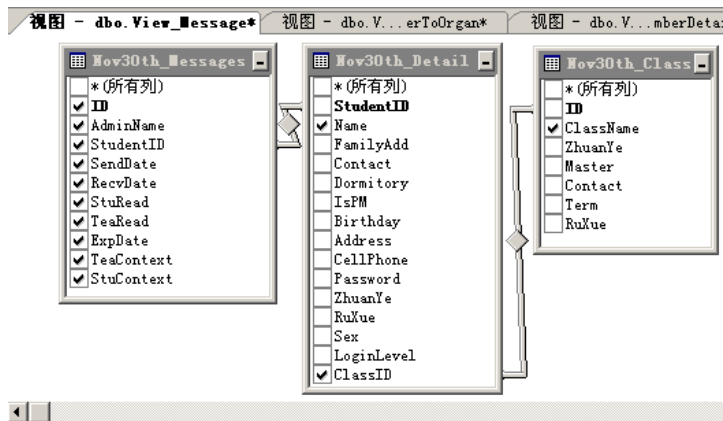 视图 - dbo.View_Message*
视图 - dbo.V...erToOrgan*
视图 - dbo.V...mberDetai
Nov30th_Messages
*(所有列)
ID
AdminName
StudentID
SendDate
RecvDate
StuRead
TeaRead
ExpDate
TeaContext
StuContext
Nov30th_Detail
*(所有列)
StudentID
Name
FamilyAdd
Contact
Dormitory
IsPM
Birthday
Address
CellPhone
Password
ZhuanYe
RuXue
Sex
LoginLevel
ClassID
Nov30th_Class
*(所有列)
ID
ClassName
ZhuanYe
Master
Contact
Term
RuXue